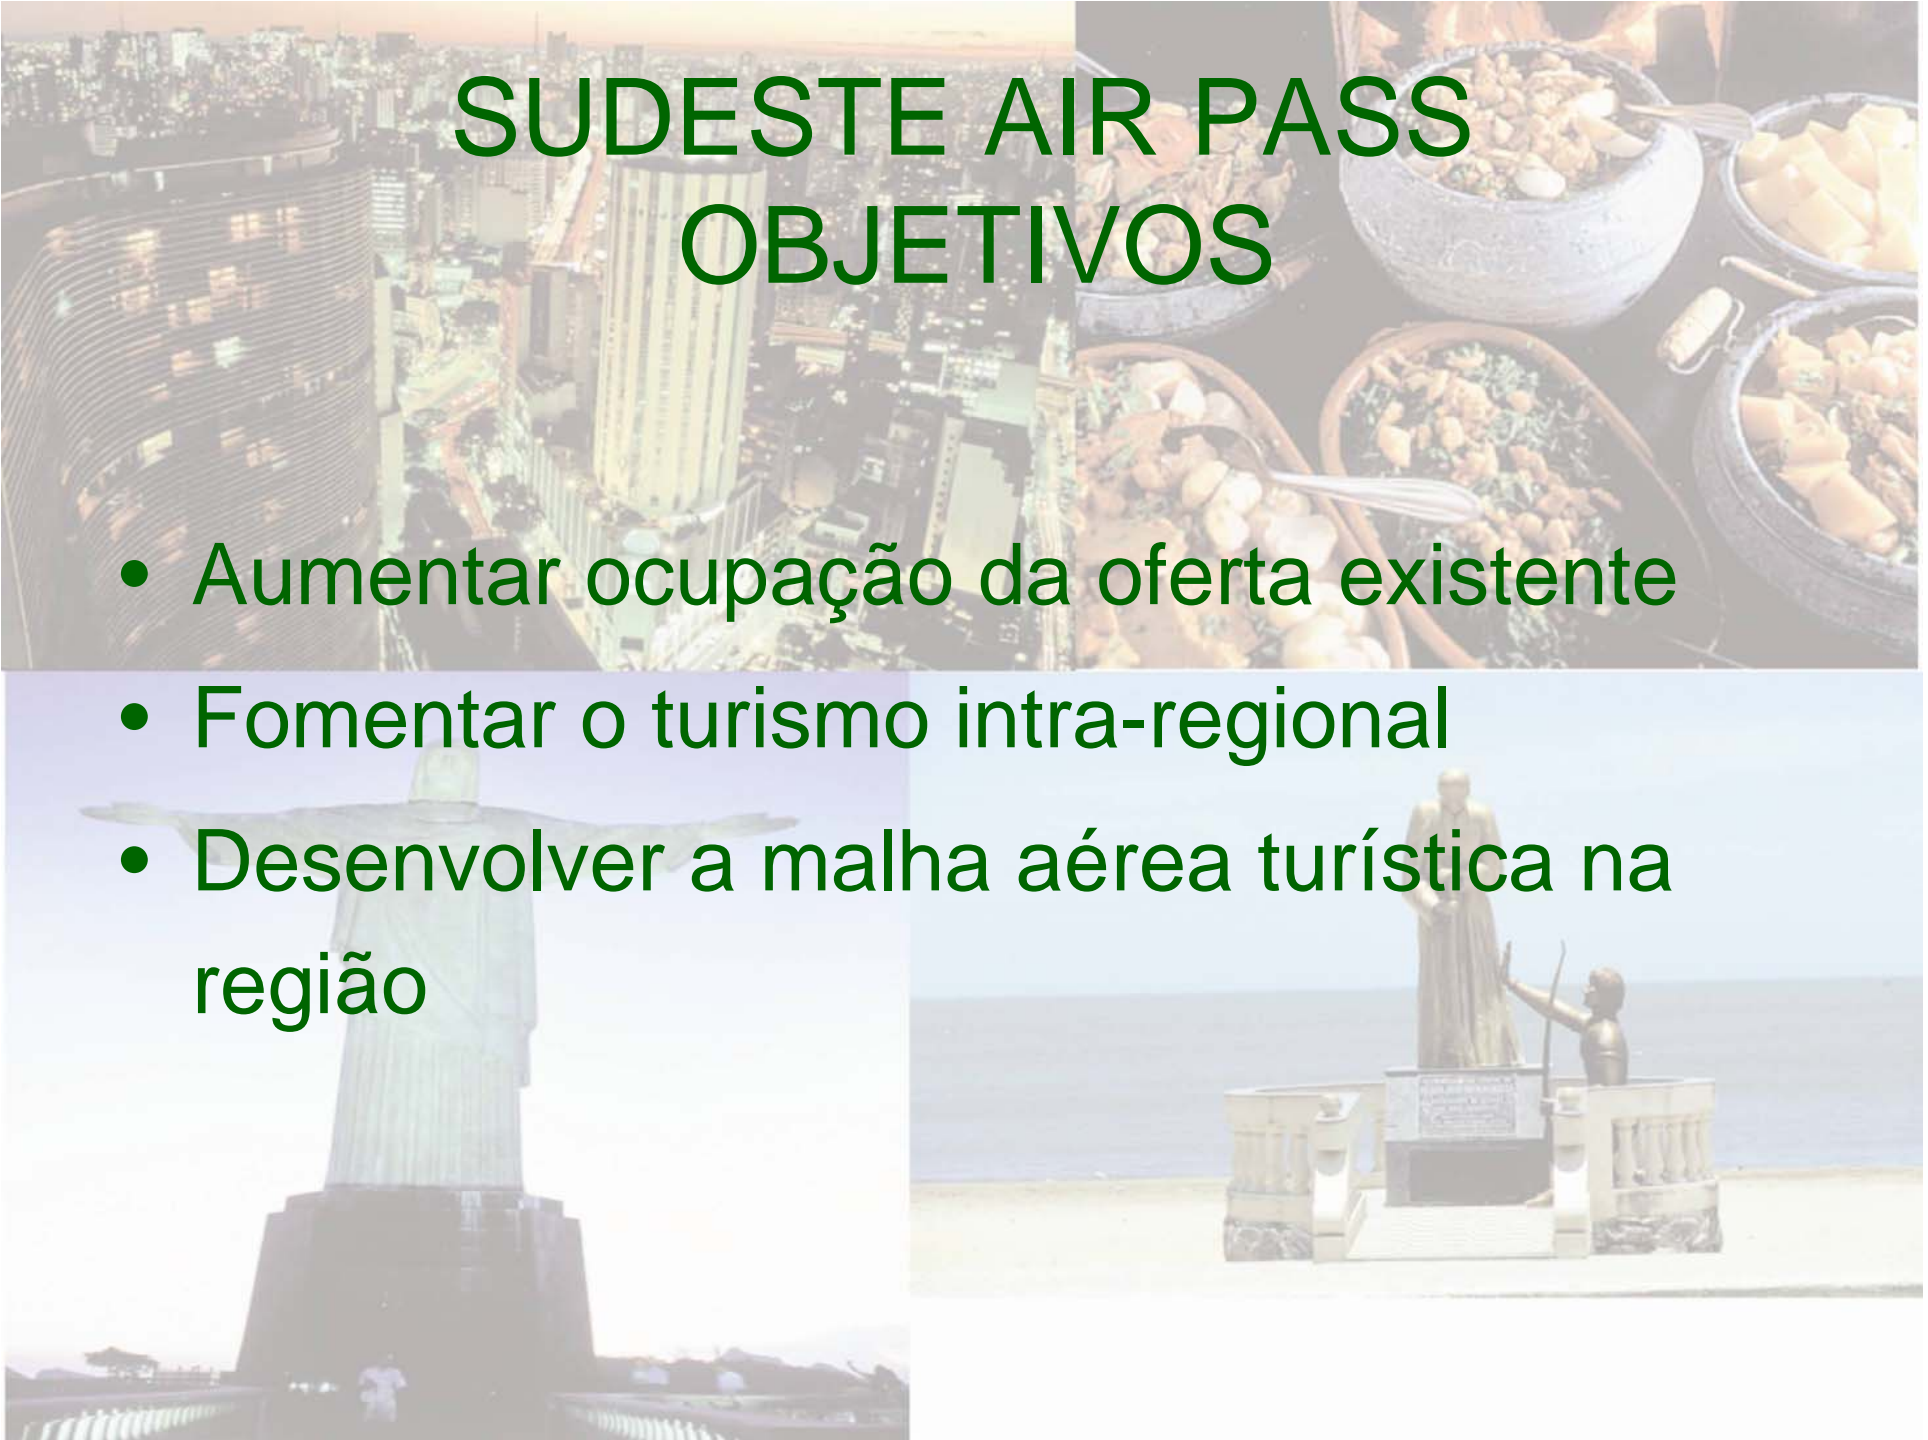 SUDESTE AIR PASS
OBJETIVOS
• Aumentar ocupação da oferta existente
• Fomentar o turismo intra-regional
• Desenvolver a malha aérea turística na
região